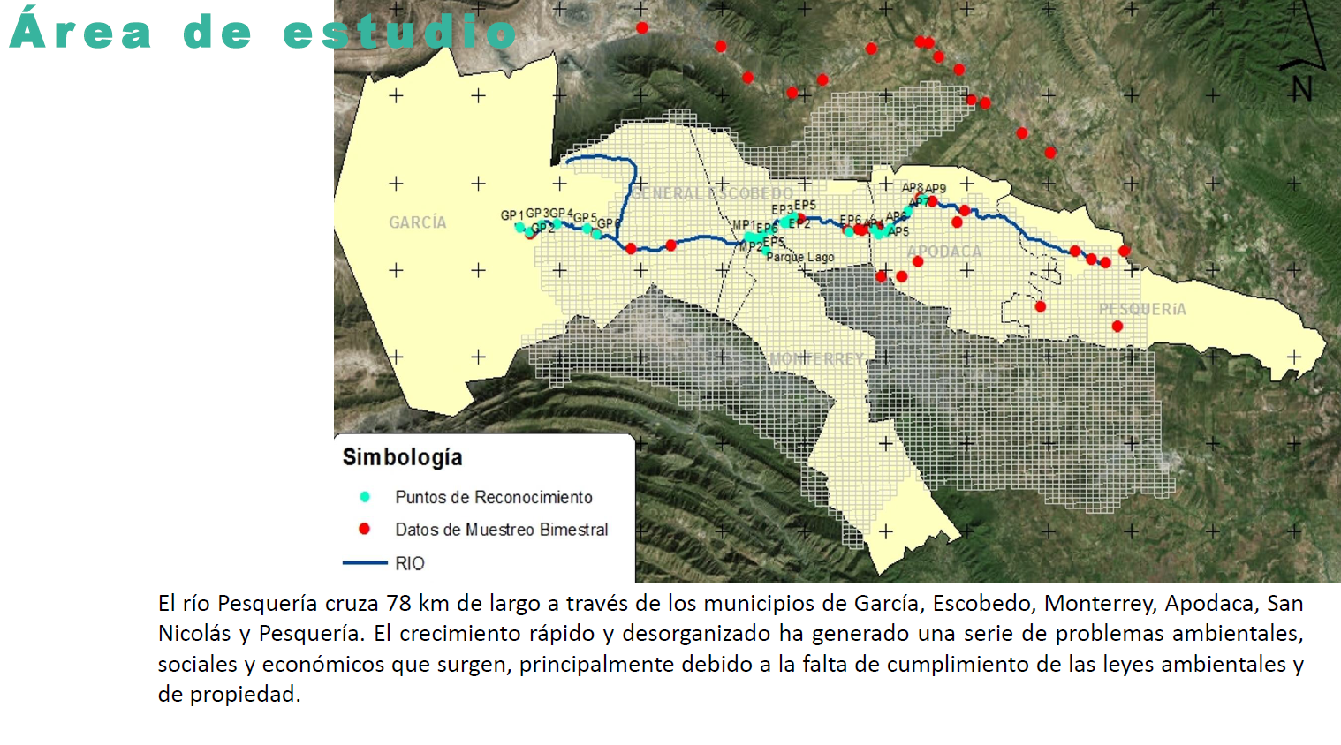 Área de estudio
N
GENERAL ESCOBEDO
GARCÍA
AP8 AP9
AP7
GP1 GP3 GP4 GP5
GP2
EP3 EP5
EP2
MP1 EP6
MP2 EP5
Parque Lago
EP6
AP6
AP5
APODACA
PESQUERíA
MONTERREY
Simbología
Puntos de Reconocimiento
Datos de Muestreo Bimestral
RIO
El río Pesquería cruza 78 km de largo a través de los municipios de García, Escobedo, Monterrey, Apodaca, San
Nicolás y Pesquería. El crecimiento rápido y desorganizado ha generado una serie de problemas ambientales,
sociales y económicos que surgen, principalmente debido a la falta de cumplimiento de las leyes ambientales y
de propiedad.